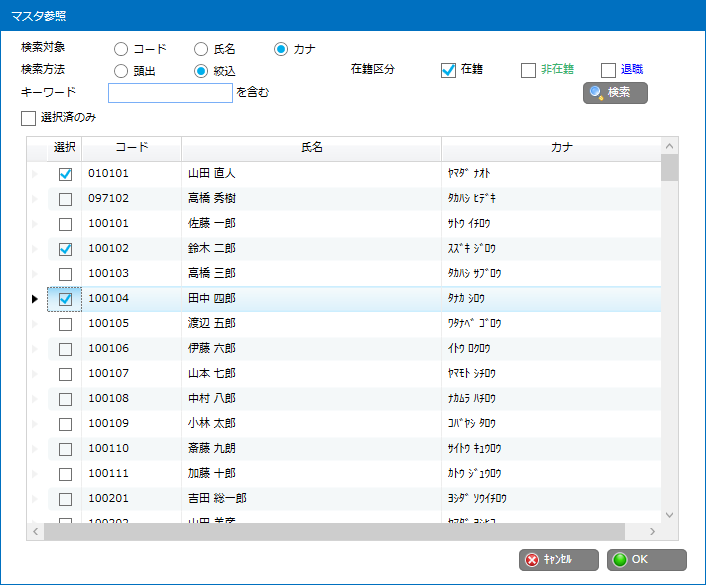 マスタ参照
検索対象 コード 氏名 カナ
検索方法 頭出 絞込 在籍区分 在籍 非在籍 退職
キーワード を含む 検索
選択済のみ
選択 コード 氏名 カナ
010101 山田 直人 ﾔﾏﾀﾞ ﾅｵﾄ
097102 高橋 秀樹 ﾀｶﾊｼ ﾋﾃﾞｷ
100101 佐藤 一郎 ｻﾄｳ ｲﾁﾛｳ
100102 鈴木 二郎 ｽｽﾞｷ ｼﾞﾛｳ
100103 高橋 三郎 ﾀｶﾊｼ ｻﾌﾞﾛｳ
100104 田中 四郎 ﾀﾅｶ ｼﾛｳ
100105 渡辺 五郎 ﾜﾀﾅﾍﾞ ｺﾞﾛｳ
100106 伊藤 六郎 ｲﾄｳ ﾛｸﾛｳ
100107 山本 七郎 ﾔﾏﾓﾄ ｼﾁﾛｳ
100108 中村 八郎 ﾅｶﾑﾗ ﾊﾁﾛｳ
100109 小林 太郎 ｺﾊﾞﾔｼ ﾀﾛｳ
100110 斎藤 九朗 ｻｲﾄｳ ｷｭｳﾛｳ
100111 加藤 十郎 ｶﾄｳ ｼﾞｭｳﾛｳ
100201 吉田 総一郎 ﾖｼﾀﾞ ｿｳｲﾁﾛｳ
100202 山田 義彦 ﾔﾏﾀﾞ ﾖｼﾋｺ
ｷｬﾝｾﾙ OK